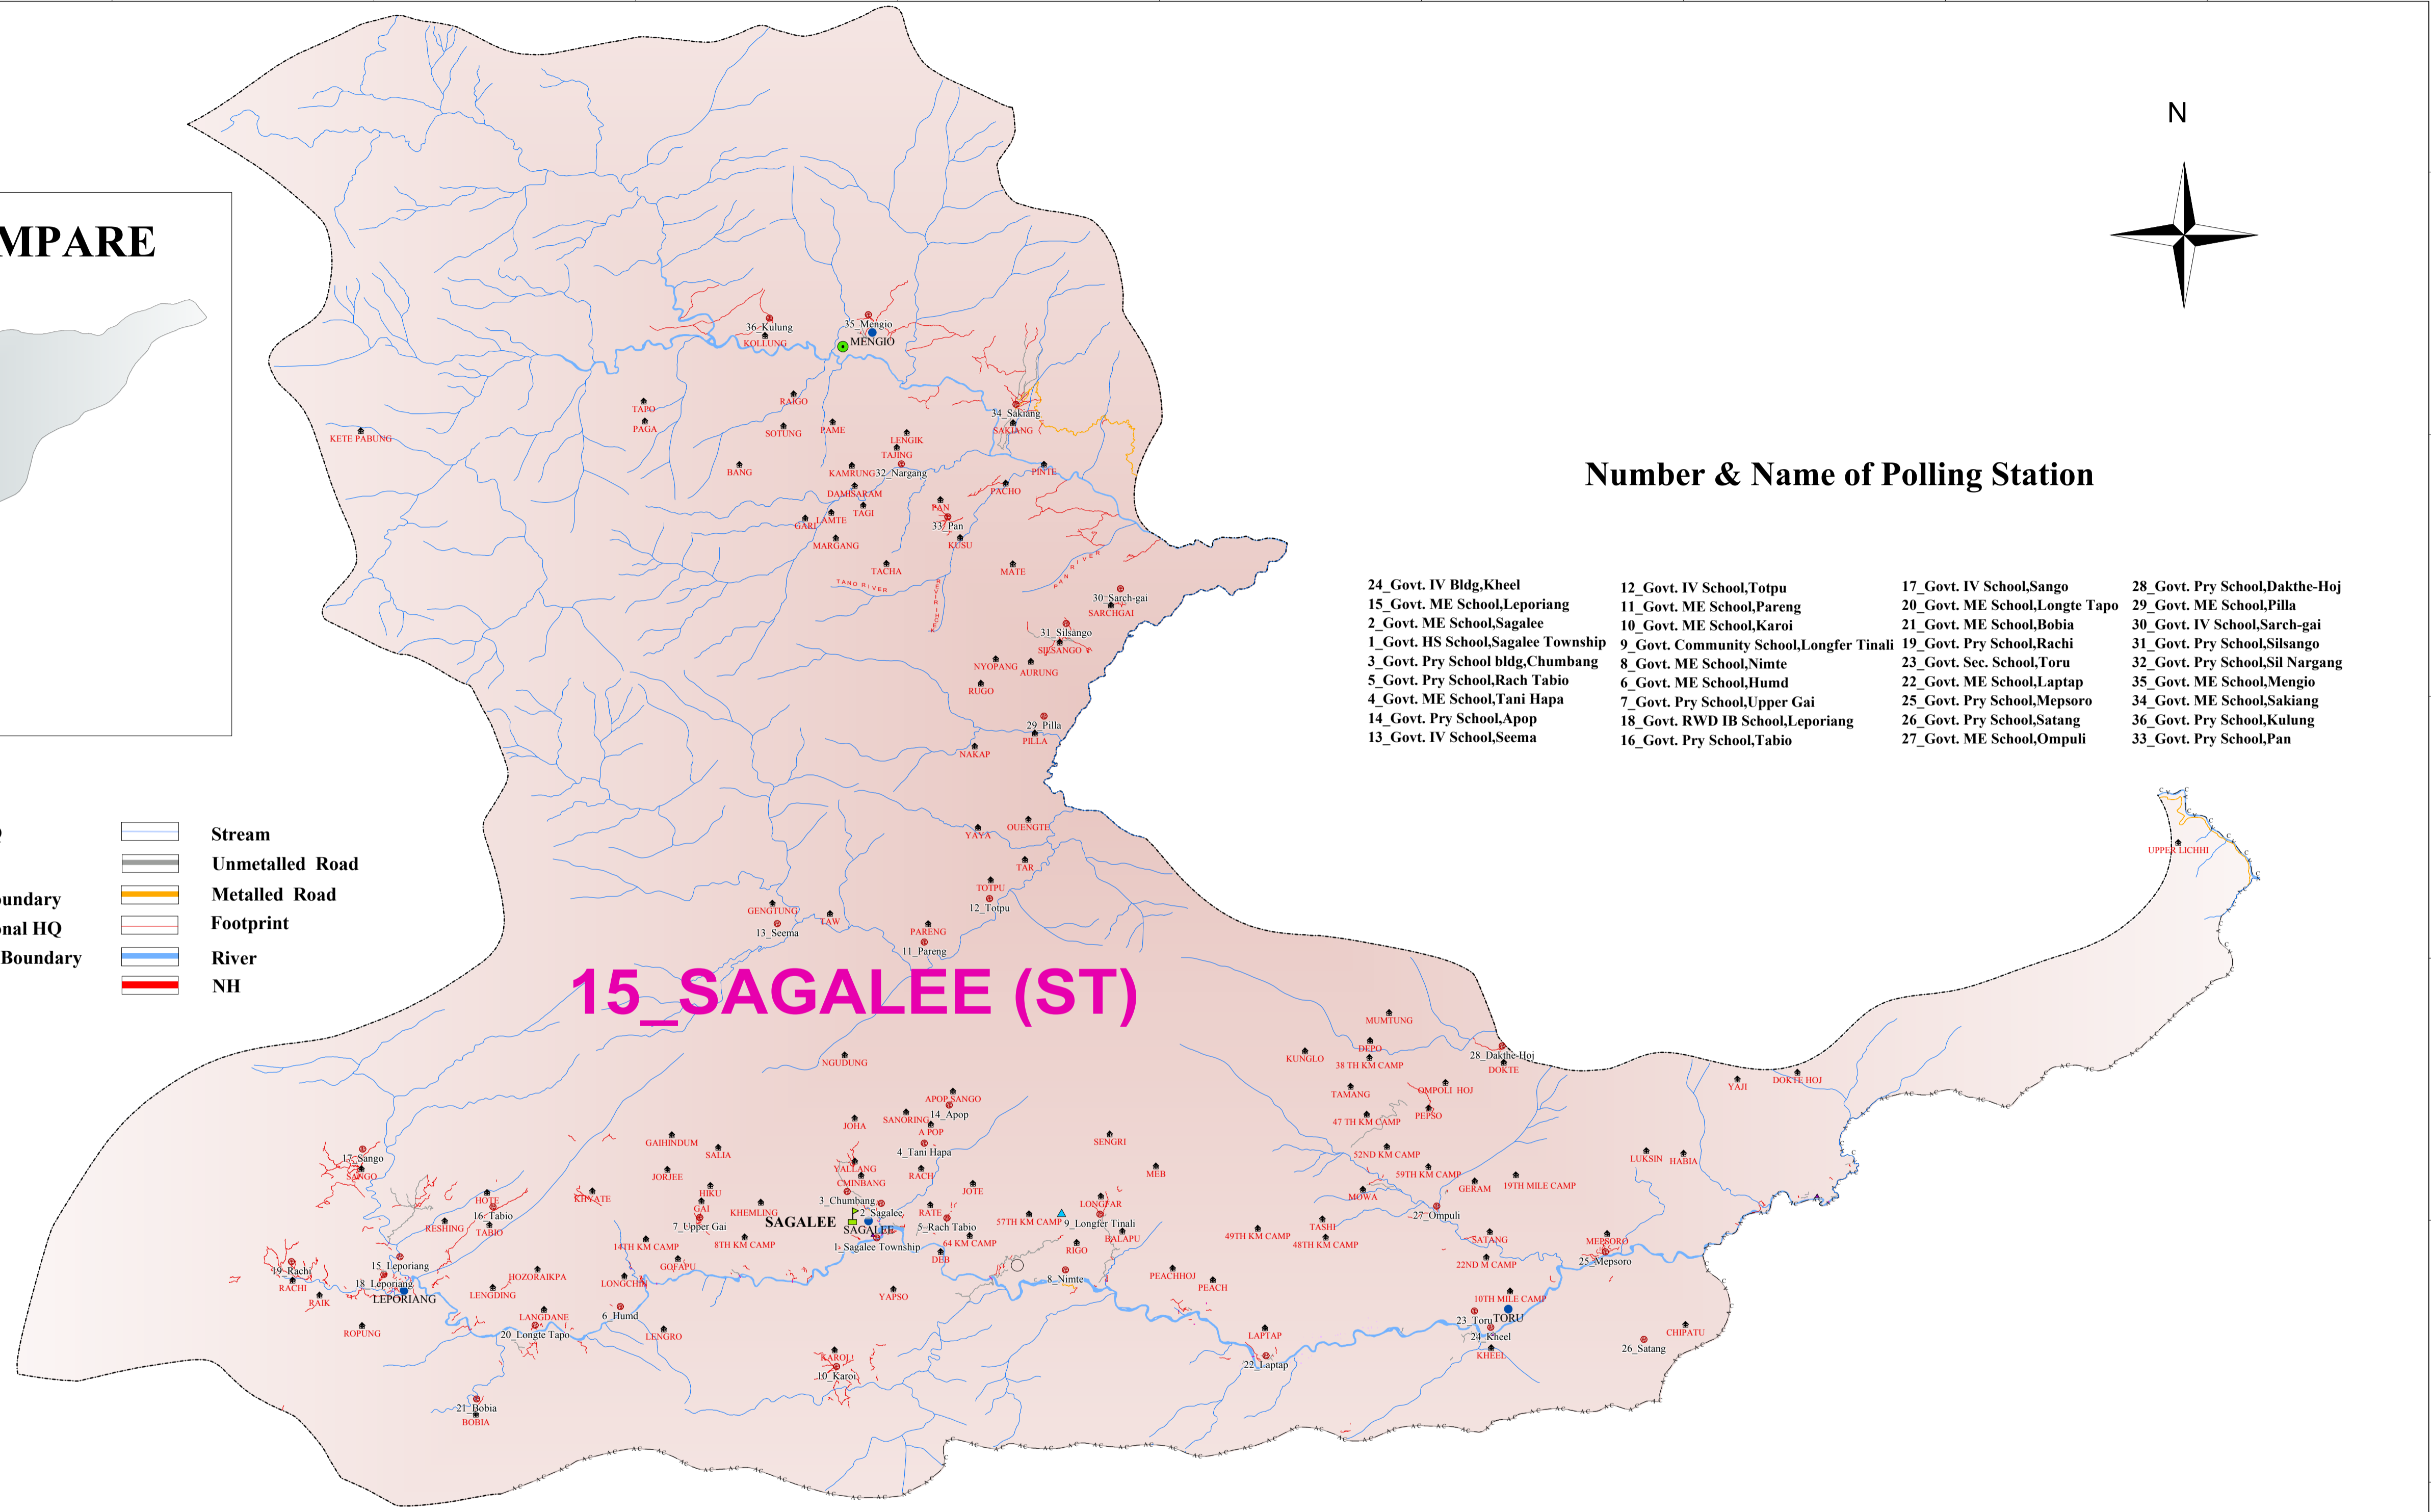 N
MPARE
Number & Name of Polling Station
24_Govt. IV Bldg,Kheel
15_Govt. ME School,Leporiang
2_Govt. ME School,Sagalee
1_Govt. HS School,Sagalee Township
3_Govt. Pry School bldg,Chumbang
5_Govt. Pry School,Rach Tabio
4_Govt. ME School,Tani Hapa
14_Govt. Pry School,Apop
13_Govt. IV School,Seema
12_Govt. IV School,Totpu
11_Govt. ME School,Pareng
10_Govt. ME School,Karoi
9_Govt. Community School,Longfer Tinali
8_Govt. ME School,Nimte
6_Govt. ME School,Humd
7_Govt. Pry School,Upper Gai
18_Govt. RWD IB School,Leporiang
16_Govt. Pry School,Tabio
17_Govt. IV School,Sango
20_Govt. ME School,Longte Tapo
21_Govt. ME School,Bobia
19_Govt. Pry School,Rachi
23_Govt. Sec. School,Toru
22_Govt. ME School,Laptap
25_Govt. Pry School,Mepsoro
26_Govt. Pry School,Satang
27_Govt. ME School,Ompuli
28_Govt. Pry School,Dakthe-Hoj
29_Govt. ME School,Pilla
30_Govt. IV School,Sarch-gai
31_Govt. Pry School,Silsango
32_Govt. Pry School,Sil Nargang
35_Govt. ME School,Mengio
34_Govt. ME School,Sakiang
36_Govt. Pry School,Kulung
33_Govt. Pry School,Pan
oundary
onal HQ
Boundary
Stream
Unmetalled Road
Metalled Road
Footprint
River
NH
15_SAGALEE (ST)
36_Kulung
KOLLUNG
35_Mengio
MENGIO
TAPO
PAGA
RAIGO
SOTUNG
PAME
KETE PABUNG
34_Sakiang
SAKIANG
LENGIK
TAJING
BANG
KAMRUNG
32_Nargang
PINTE
DAMISARAM
PACHO
GARI
LAMTE
TAGI
PAN
33_Pan
MARGANG
KUSU
TACHA
MATE
PAN RIVER
TANO RIVER
30_Sarch-gai
SARCHGAI
31_Silsango
SILSANGO
NYOPANG
AURUNG
RUGO
29_Pilla
PILLA
NAKAP
YAYA
OUENGTE
TAR
TOTPU
12_Totpu
GENGTUNG
13_Seema
TAW
PARENG
11_Pareng
UPPER LICHHI
NGUDUNG
MUMTUNG
DEPO
38 TH KM CAMP
KUNGLO
28_Dakthe-Hoj
DOKTE
TAMANG
OMPOLI HOJ
YAJI
DOKTE HOJ
APOP SANGO
14_Apop
SANORING
A POP
JOHA
47 TH KM CAMP
PEPSO
GAIHINDUM
SALIA
4_Tani Hapa
SENGRI
52ND KM CAMP
17_Sango
SANGO
JORJEE
YALLANG
CMINBANG
RACH
MEB
59TH KM CAMP
LUKSIN
HABIA
GERAM
19TH MILE CAMP
HOTE
16_Tabio
TABIO
KHYATE
HIKU
GAI
7_Upper Gai
KHEMLING
3_Chumbang
2_Sagalee
SAGALEE
SAGALEE
1_Sagalee Township
JOTE
RATE
5_Rach Tabio
57TH KM CAMP
LONGFAR
9_Longfer Tinali
MOWA
27_Ompuli
RESHING
14TH KM CAMP
8TH KM CAMP
64 KM CAMP
BALAPU
49TH KM CAMP
TASHI
48TH KM CAMP
SATANG
MEPSORO
25_Mepsoro
19_Rachi
RACHI
15_Leporiang
18_Leporiang
LEPORIANG
RAIK
HOZORAIKPA
LENGDING
GOFAPU
LONGCHIN
DEB
RIGO
8_Nimte
PEACHHOJ
PEACH
22ND M CAMP
YAPSO
10TH MILE CAMP
ROPUNG
LANGDANE
20_Longte Tapo
6_Humd
LENGRO
LAPTAP
22_Laptap
23_Toru
TORU
24_Kheel
KHEEL
CHIPATU
26_Satang
KAROI
10_Karoi
21_Bobia
BOBIA